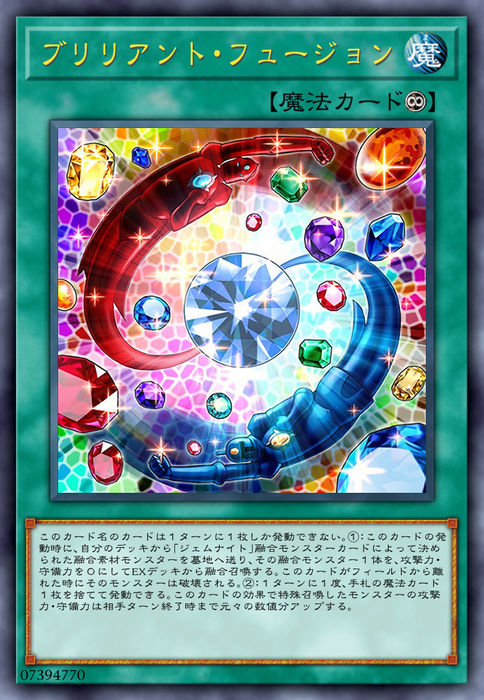 ブリリアント・フュージョン 魔
【魔法カード】
このカード名のカードは１ターンに１枚しか発動できない。①：このカードの発
動時に、自分のデッキから「ジェムナイト」融合モンスターカードによって決め
られた融合素材モンスターを墓地へ送り、その融合モンスター１体を、攻撃力・
守備力を０にしてEXデッキから融合召喚する。このカードがフィールドから離
れた時にそのモンスターは破壊される。②：１ターンに１度、手札の魔法カード
１枚を捨てて発動できる。このカードの効果で特殊召喚したモンスターの攻撃
力・守備力は相手ターン終了時まで元々の数値分アップする。
07394770